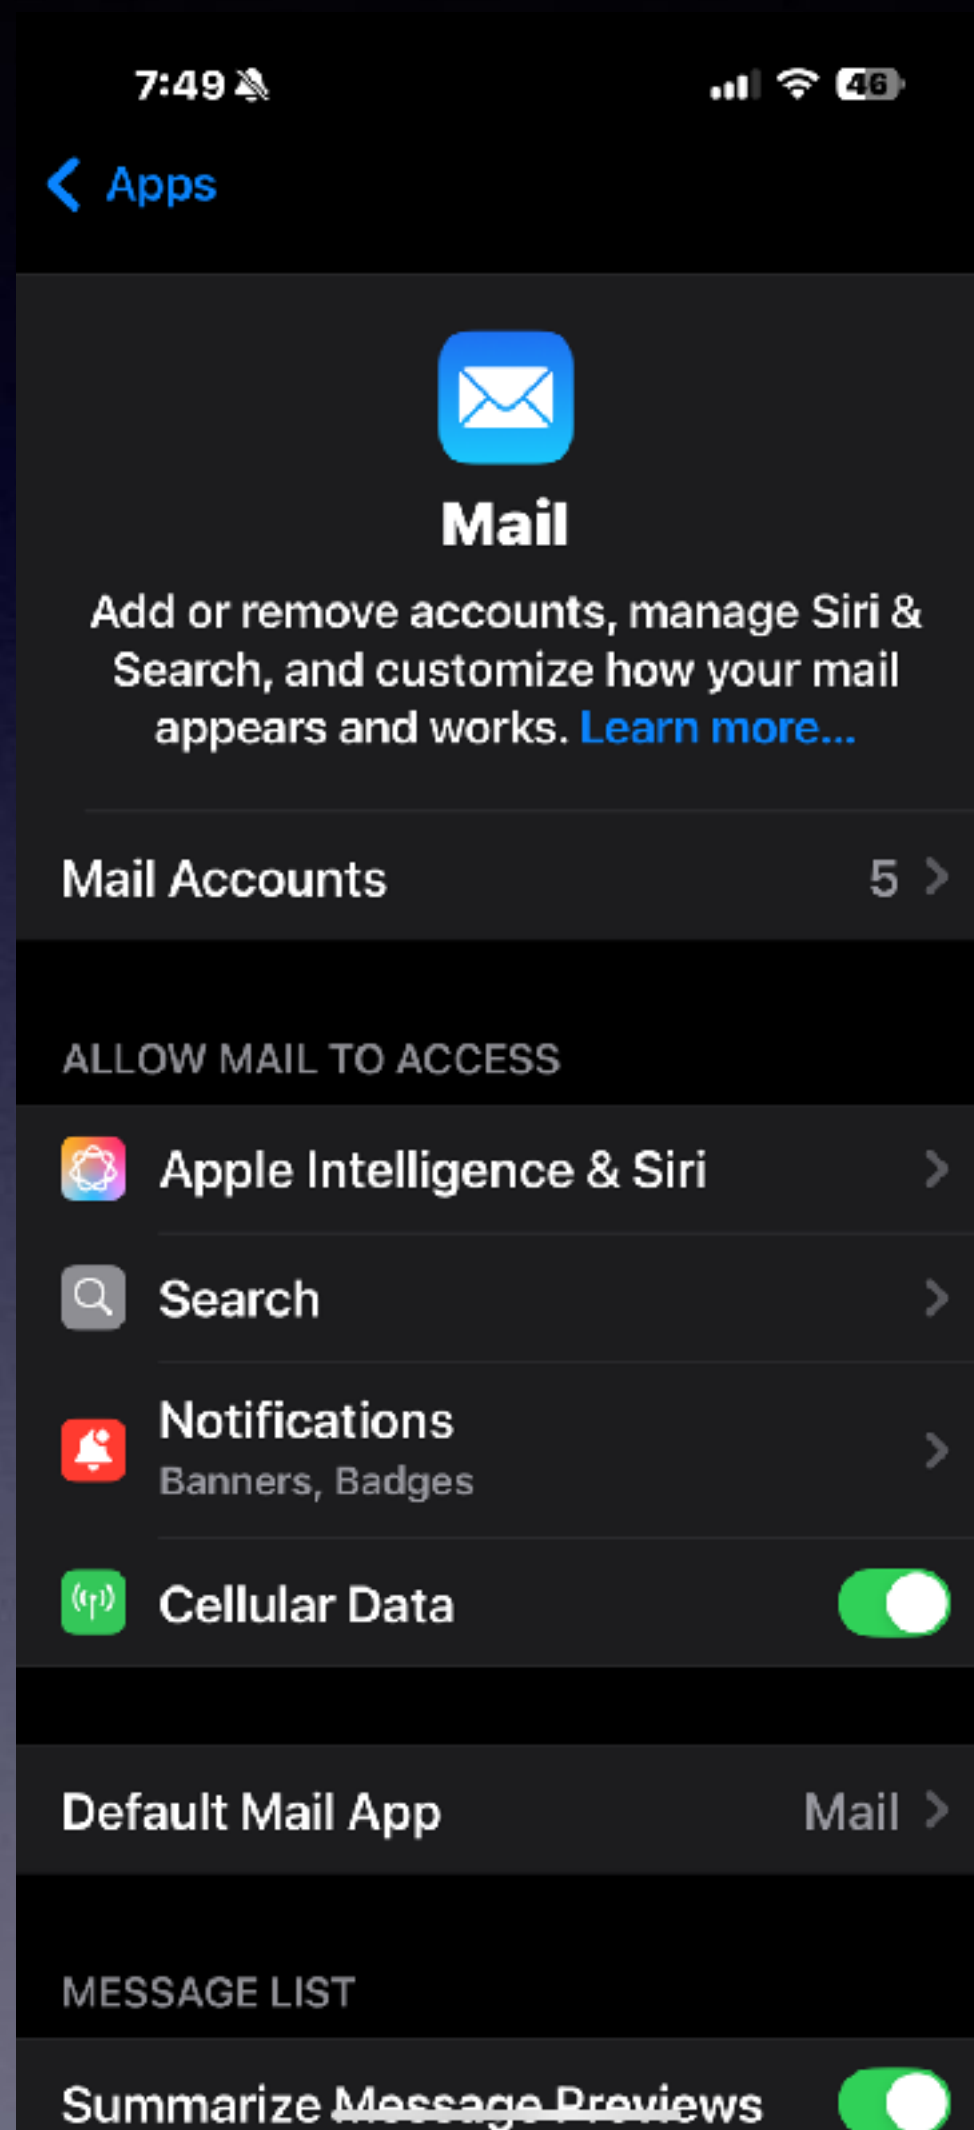 7:49
46
Apps
Mail
Add or remove accounts, manage Siri &
Search, and customize how your mail
appears and works. Learn more...
Mail Accounts 5
ALLOW MAIL TO ACCESS
Apple Intelligence & Siri
Search
Notifications
Banners, Badges
Cellular Data
Default Mail App Mail
MESSAGE LIST
Summarize Message Previews